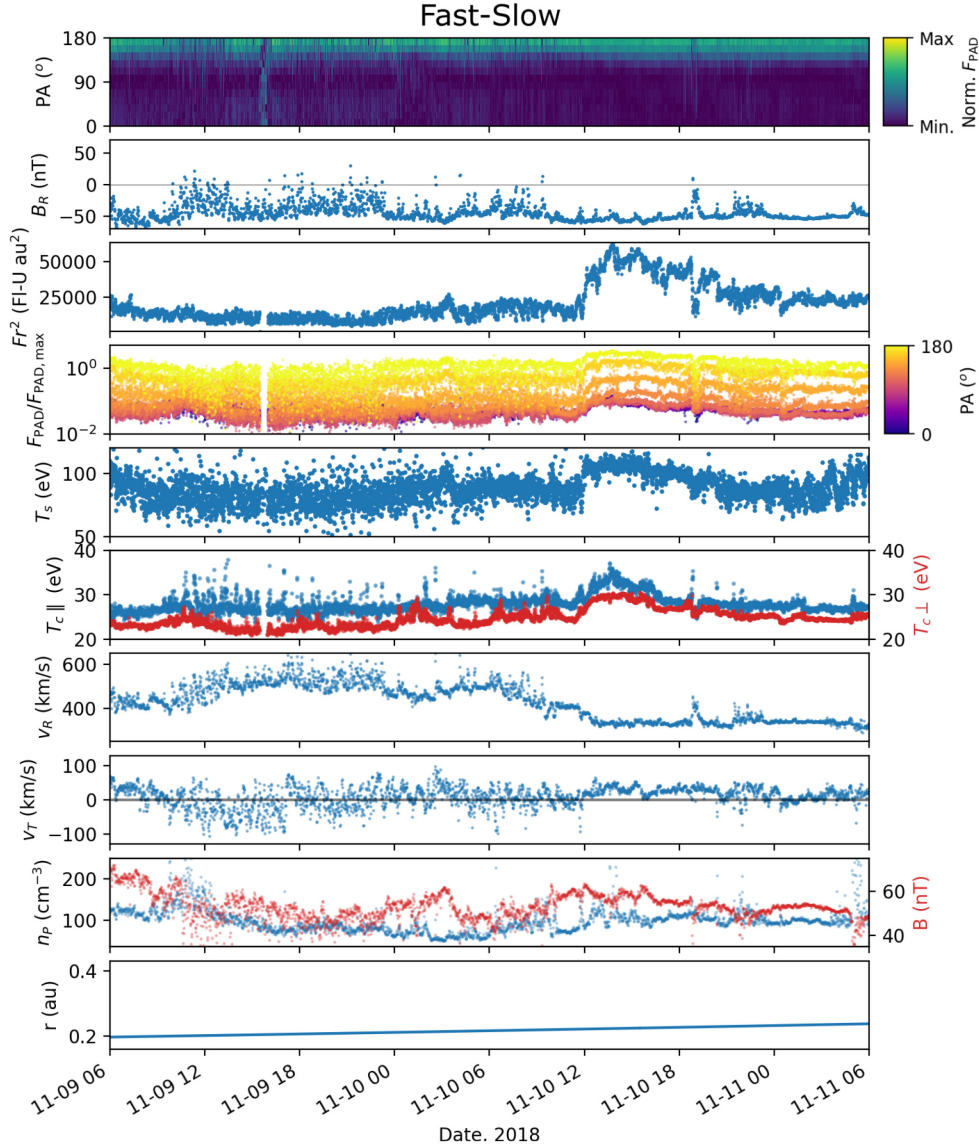 Fast-Slow
180
90
0
PA (°)
Max
Min.
Norm. F_PAD
50
0
−50
B_R (nT)
50000
25000
Fr² (Fl-U au²)
10⁰
10⁻²
F_PAD/F_PAD, max
180
0
PA (°)
100
50
T_s (eV)
40
30
20
T_c ∥ (eV)
40
30
20
T_c ⊥ (eV)
600
400
v_R (km/s)
100
0
−100
v_T (km/s)
200
100
n_P (cm⁻³)
60
40
B (nT)
0.4
0.2
r (au)
11-09 06
11-09 12
11-09 18
11-10 00
11-10 06
11-10 12
11-10 18
11-11 00
11-11 06
Date. 2018